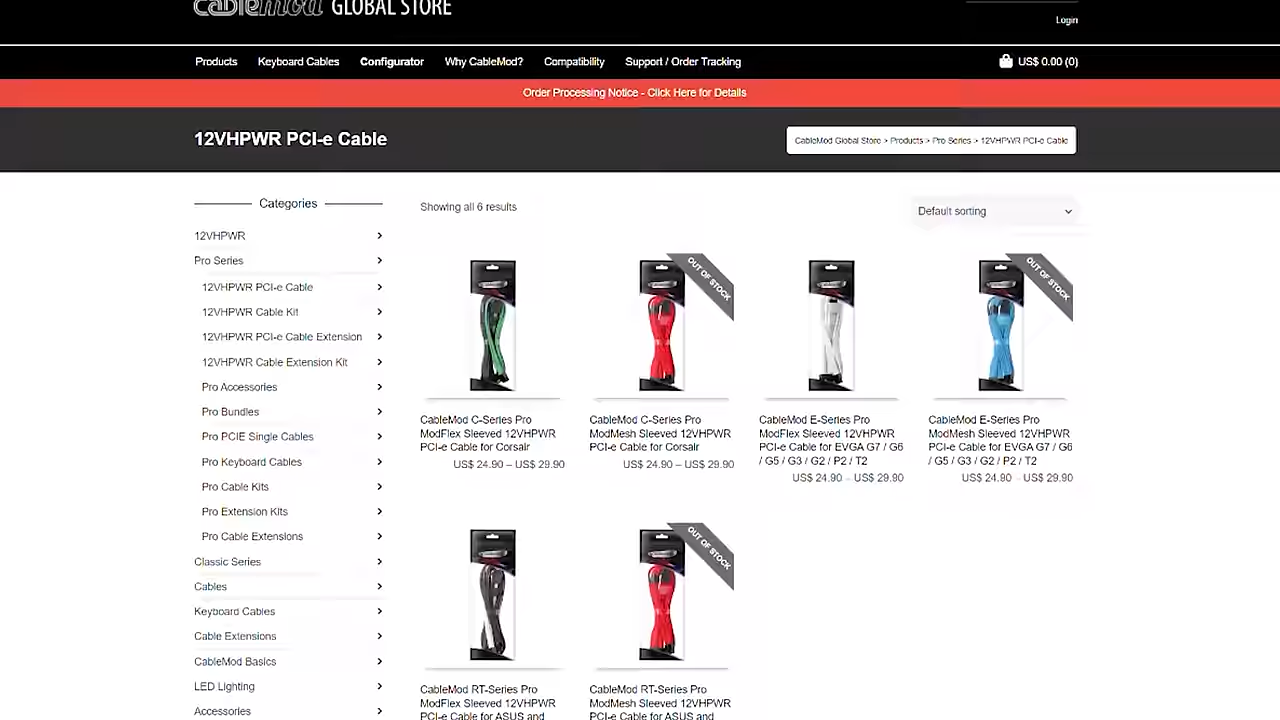 cablemod GLOBAL STORE
Login
Products Keyboard Cables Configurator Why CableMod? Compatibility Support / Order Tracking US$ 0.00 (0)
Order Processing Notice - Click Here for Details
12VHPWR PCI-e Cable
CableMod Global Store > Products > Pro Series > 12VHPWR PCI-e Cable
Categories
12VHPWR
Pro Series
12VHPWR PCI-e Cable
12VHPWR Cable Kit
12VHPWR PCI-e Cable Extension
12VHPWR Cable Extension Kit
Pro Accessories
Pro Bundles
Pro PCIE Single Cables
Pro Keyboard Cables
Pro Cable Kits
Pro Extension Kits
Pro Cable Extensions
Classic Series
Cables
Keyboard Cables
Cable Extensions
CableMod Basics
LED Lighting
Accessories
Showing all 6 results
Default sorting
CableMod C-Series Pro
ModFlex Sleeved 12VHPWR
PCI-e Cable for Corsair
US$ 24.90 – US$ 29.90
OUT OF STOCK
CableMod C-Series Pro
ModMesh Sleeved 12VHPWR
PCI-e Cable for Corsair
US$ 24.90 – US$ 29.90
CableMod E-Series Pro
ModFlex Sleeved 12VHPWR
PCI-e Cable for EVGA G7 / G6
/ G5 / G3 / G2 / P2 / T2
US$ 24.90 – US$ 29.90
OUT OF STOCK
CableMod E-Series Pro
ModMesh Sleeved 12VHPWR
PCI-e Cable for EVGA G7 / G6
/ G5 / G3 / G2 / P2 / T2
US$ 24.90 – US$ 29.90
CableMod RT-Series Pro
ModFlex Sleeved 12VHPWR
PCI-e Cable for ASUS and
OUT OF STOCK
CableMod RT-Series Pro
ModMesh Sleeved 12VHPWR
PCI-e Cable for ASUS and